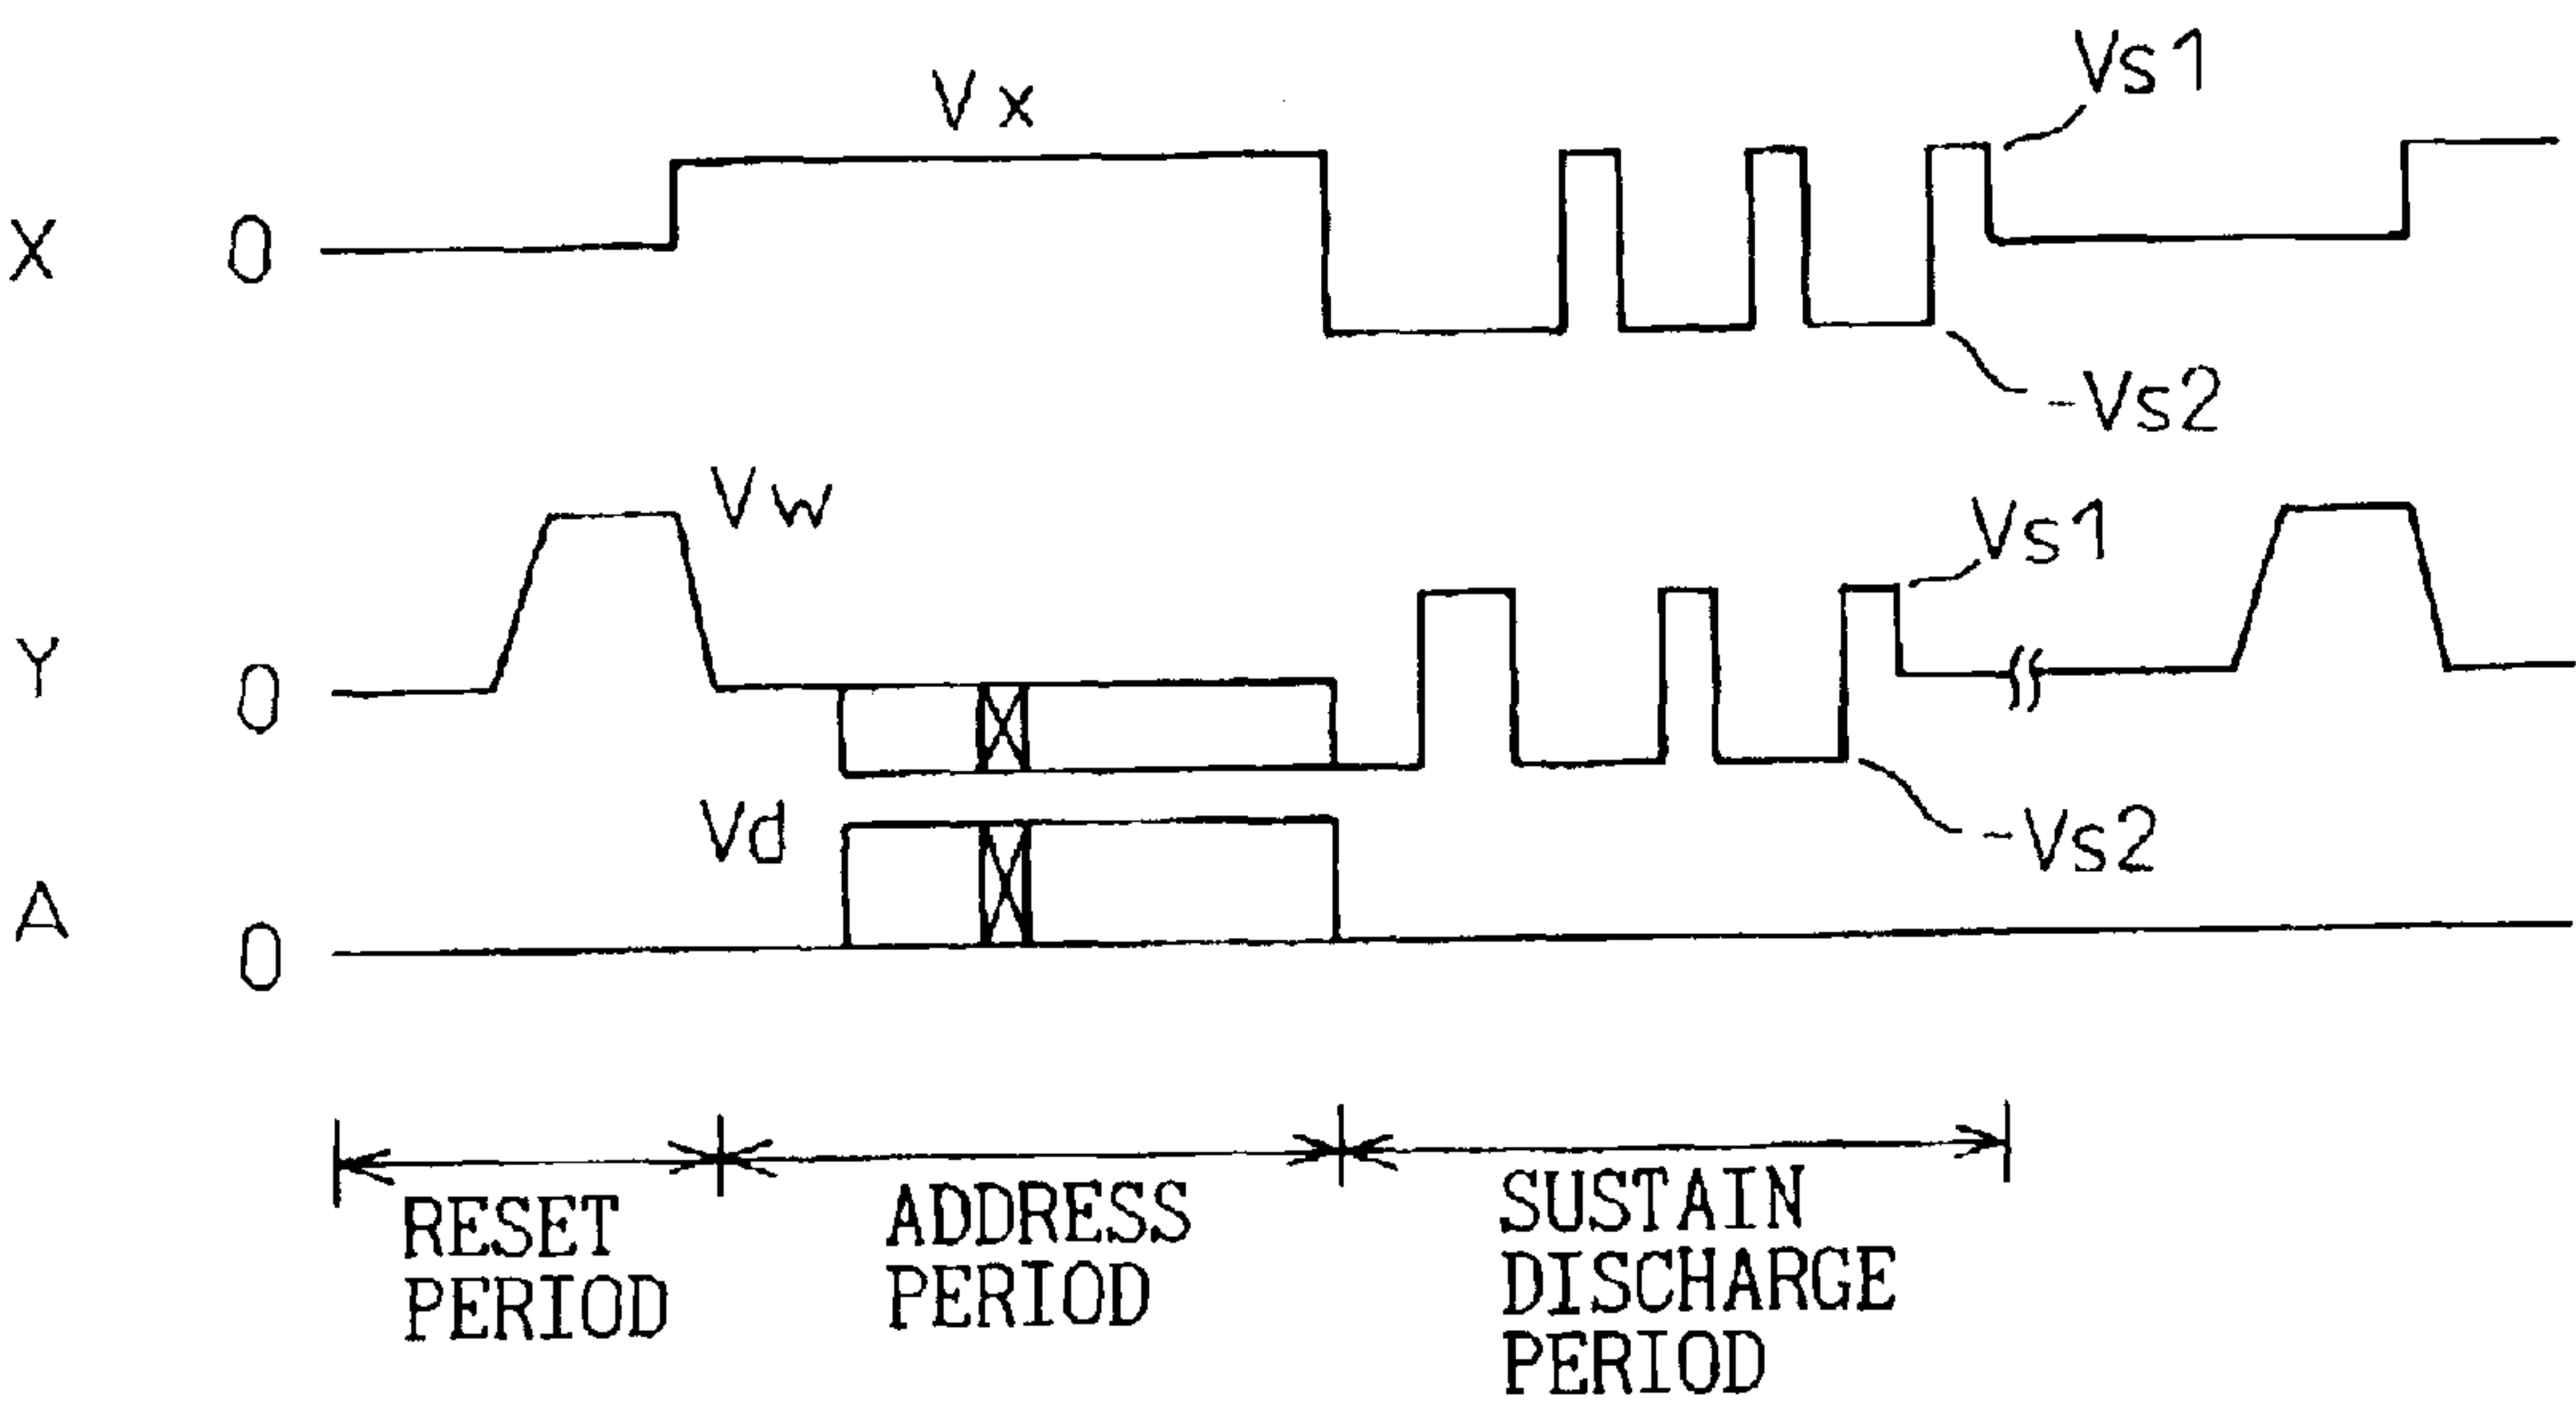 Vs1
Vx
X 0
-Vs2
Vw
Vs1
Y 0
Vd
-Vs2
A 0
RESET
PERIOD
ADDRESS
PERIOD
SUSTAIN
DISCHARGE
PERIOD